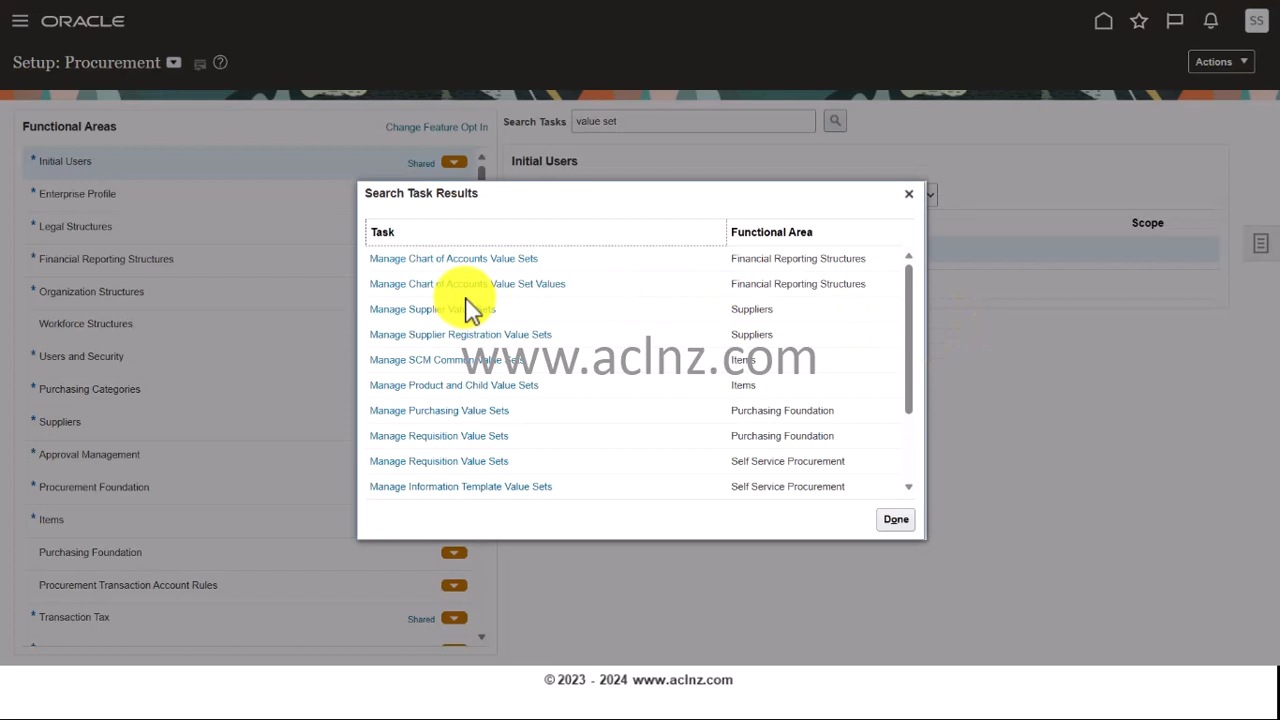 ORACLE
SS
Setup: Procurement
Actions
Functional Areas
Change Feature Opt In
Search Tasks value set
* Initial Users Shared
Initial Users
* Enterprise Profile
Search Task Results
* Legal Structures
Scope
Task Functional Area
* Financial Reporting Structures
Manage Chart of Accounts Value Sets Financial Reporting Structures
* Organization Structures
Manage Chart of Accounts Value Set Values Financial Reporting Structures
Workforce Structures
Manage Supplier Value Sets Suppliers
Manage Supplier Registration Value Sets Suppliers
* Users and Security
Manage SCM Common Value Sets Items
www.aclnz.com
* Purchasing Categories
Manage Product and Child Value Sets Items
* Suppliers
Manage Purchasing Value Sets Purchasing Foundation
Manage Requisition Value Sets Purchasing Foundation
* Approval Management
Manage Requisition Value Sets Self Service Procurement
* Procurement Foundation
Manage Information Template Value Sets Self Service Procurement
* Items
Done
Purchasing Foundation
Procurement Transaction Account Rules
* Transaction Tax Shared
© 2023 - 2024 www.aclnz.com